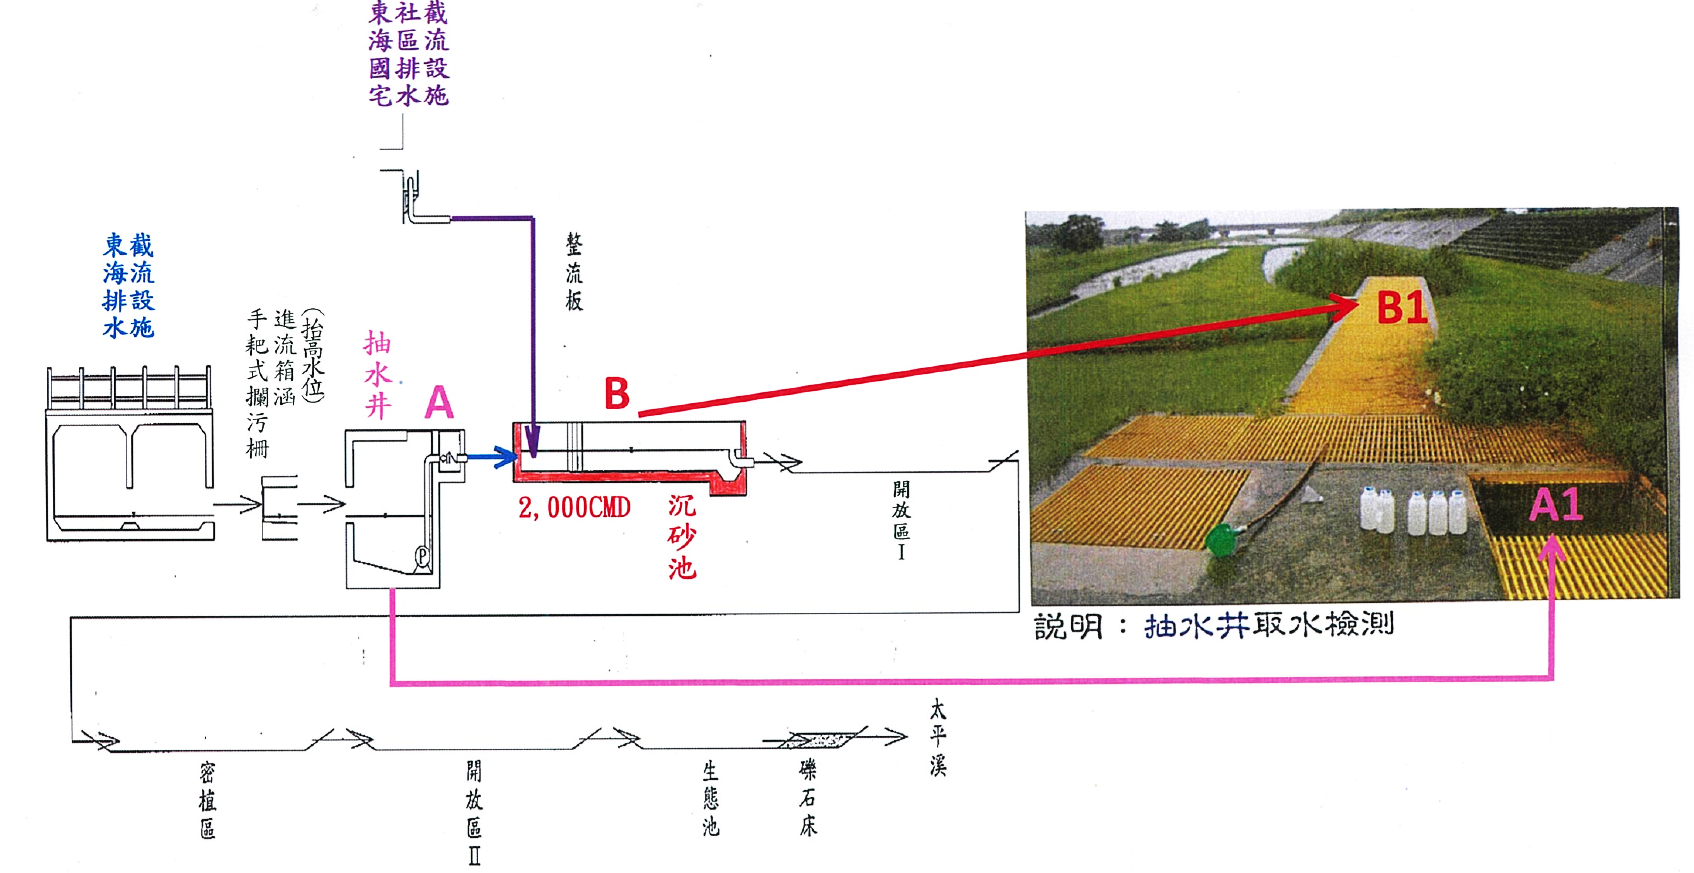 東海國宅
社區排水
截流設施
東海排水
截流設施
整流板
手耙式攔污柵
進流箱涵
(抬高水位)
抽水井
A
B
B1
2,000CMD
沉砂池
P
開放區Ⅰ
A1
說明：抽水井取水檢測
太平溪
密植區
開放區Ⅱ
生態池
礫石床